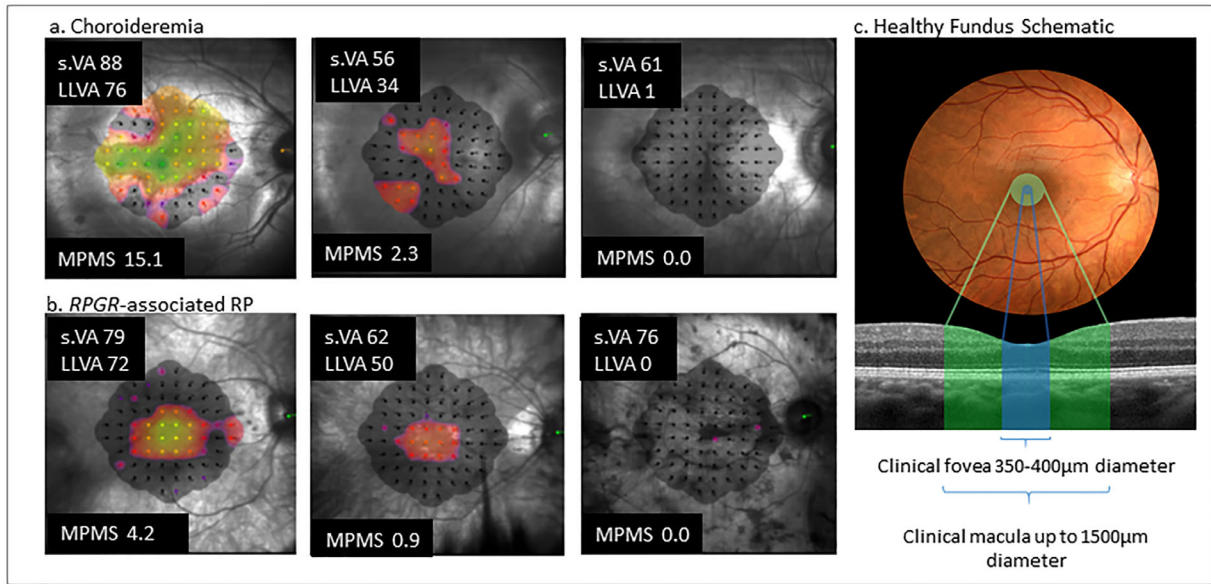 a. Choroideremia
s.VA 88
LLVA 76
MPMS 15.1
s.VA 56
LLVA 34
MPMS 2.3
s.VA 61
LLVA 1
MPMS 0.0
b. RPGR-associated RP
s.VA 79
LLVA 72
MPMS 4.2
s.VA 62
LLVA 50
MPMS 0.9
s.VA 76
LLVA 0
MPMS 0.0
c. Healthy Fundus Schematic
Clinical fovea 350-400µm diameter
Clinical macula up to 1500µm
diameter